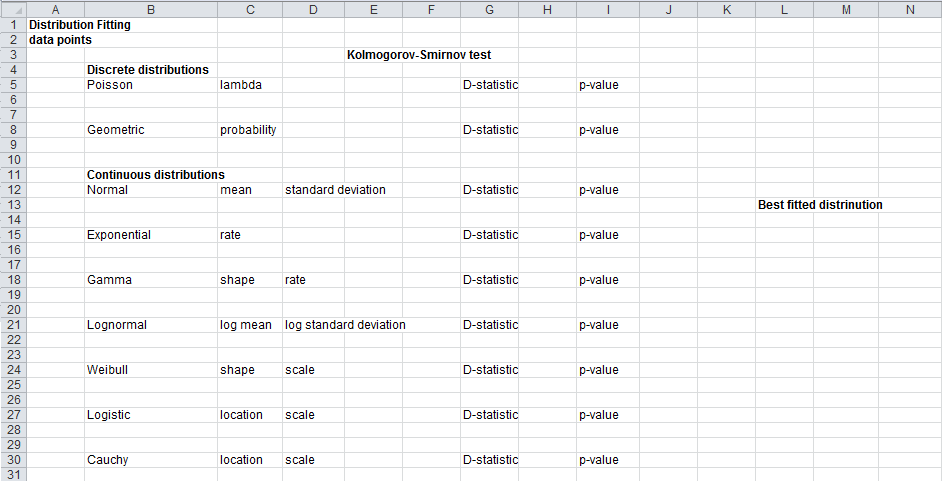 A B C D E F G H I J K L M N
1 Distribution Fitting
2 data points
3 Kolmogorov-Smirnov test
4 Discrete distributions
5 Poisson lambda D-statistic p-value
6
7
8 Geometric probability D-statistic p-value
9
10
11 Continuous distributions
12 Normal mean standard deviation D-statistic p-value
13 Best fitted distrinution
14
15 Exponential rate D-statistic p-value
16
17
18 Gamma shape rate D-statistic p-value
19
20
21 Lognormal log mean log standard deviation D-statistic p-value
22
23
24 Weibull shape scale D-statistic p-value
25
26
27 Logistic location scale D-statistic p-value
28
29
30 Cauchy location scale D-statistic p-value
31